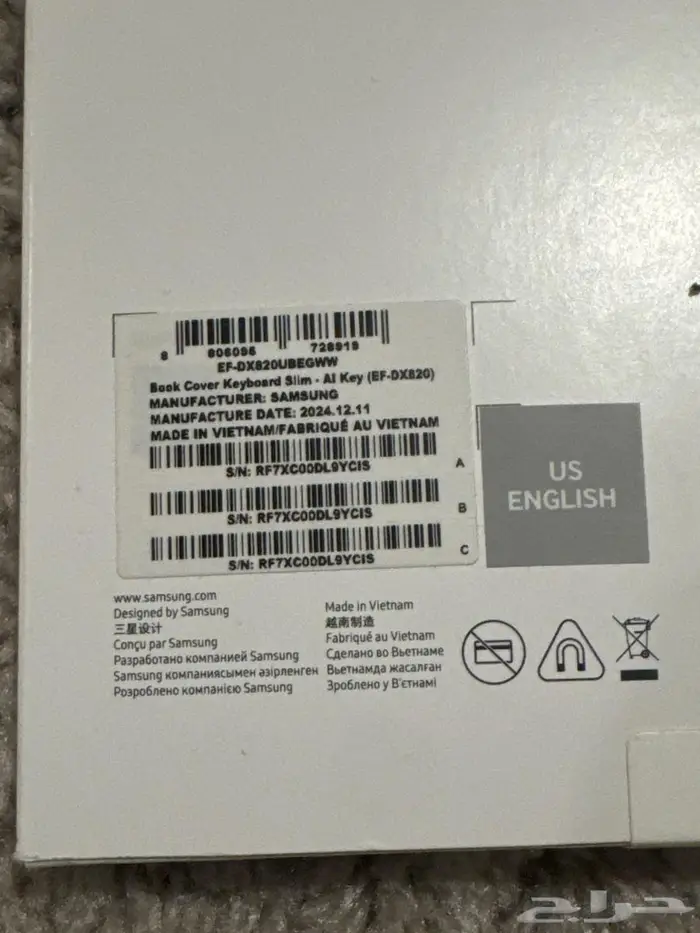 8 806095 728919
EF-DX820UBEGWW
Book Cover Keyboard Slim - AI Key (EF-DX820)
MANUFACTURER: SAMSUNG
MANUFACTURE DATE: 2024.12.11
MADE IN VIETNAM/FABRIQUÉ AU VIETNAM
S/N: RF7XC00DL9YCIS
A
S/N: RF7XC00DL9YCIS
B
S/N: RF7XC00DL9YCIS
C
US
ENGLISH
www.samsung.com
Designed by Samsung
三星设计
Conçu par Samsung
Разработано компанией Samsung
Samsung компаниясымен әзірленген
Розроблено компанією Samsung
Made in Vietnam
越南制造
Fabriqué au Vietnam
Сделано во Вьетнаме
Вьетнамда жасалған
Зроблено у В'єтнамі
حراج